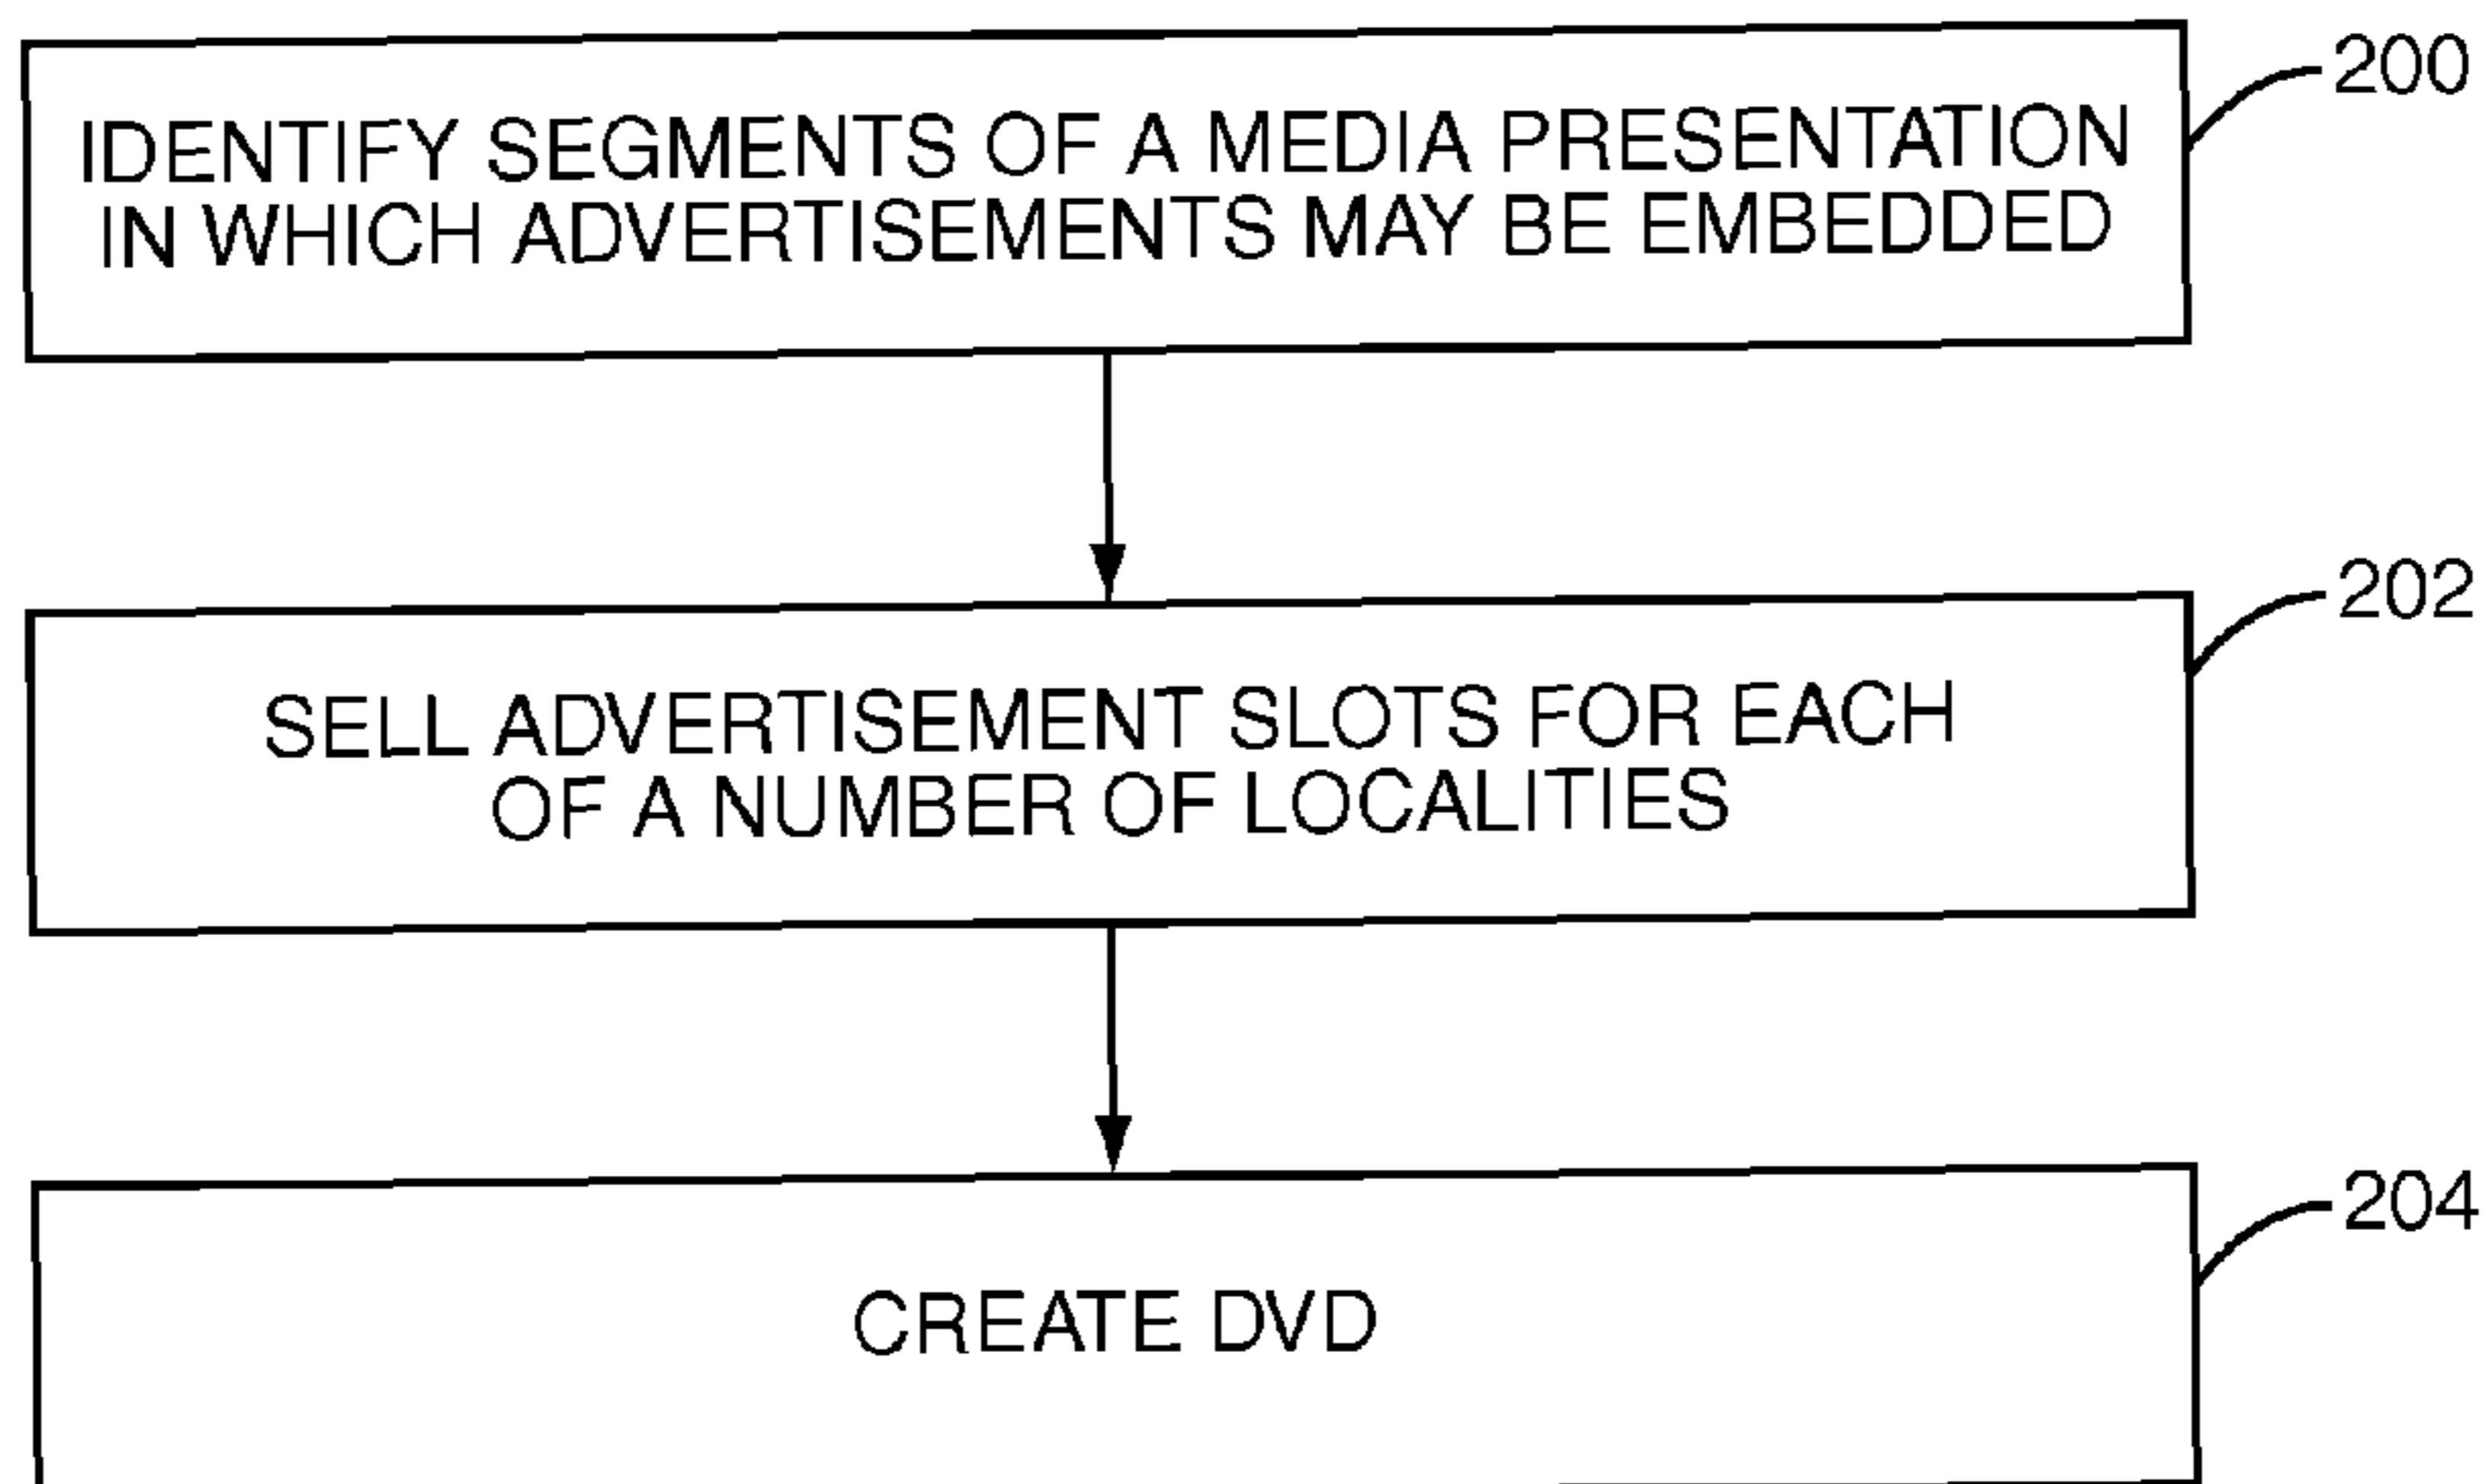 200
IDENTIFY SEGMENTS OF A MEDIA PRESENTATION
IN WHICH ADVERTISEMENTS MAY BE EMBEDDED
202
SELL ADVERTISEMENT SLOTS FOR EACH
OF A NUMBER OF LOCALITIES
204
CREATE DVD